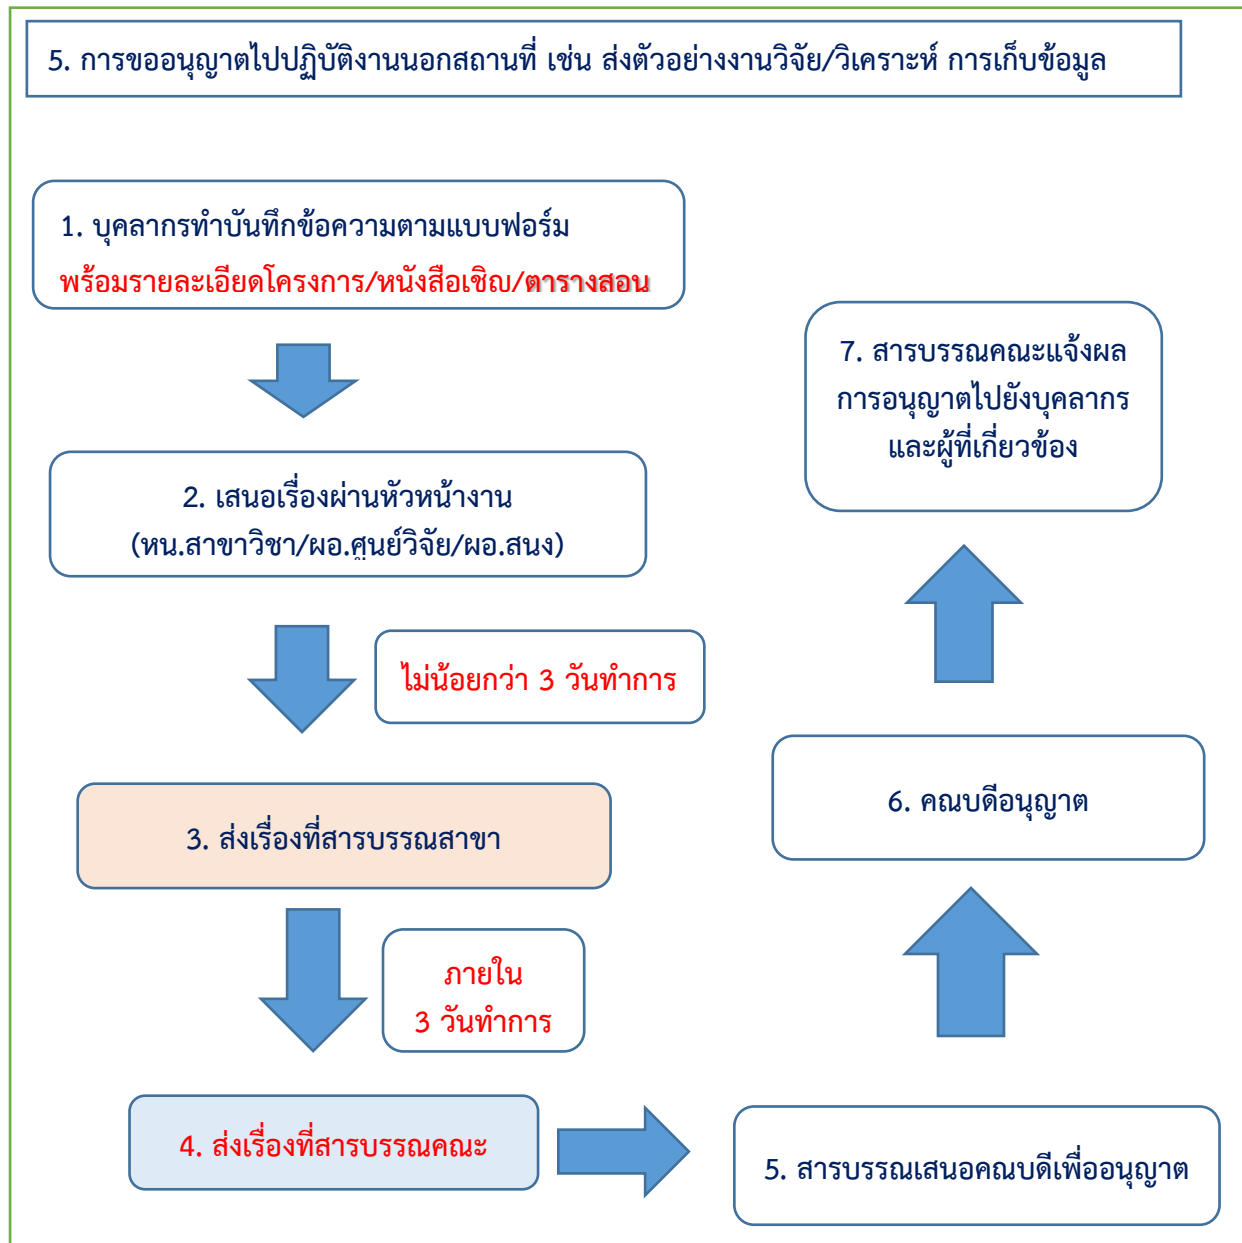 5. การขออนุญาตไปปฏิบัติงานนอกสถานที่ เช่น ส่งตัวอย่างงานวิจัย/วิเคราะห์ การเก็บข้อมูล
1. บุคลากรทำบันทึกข้อความตามแบบฟอร์ม
พร้อมรายละเอียดโครงการ/หนังสือเชิญ/ตารางสอน
2. เสนอเรื่องผ่านหัวหน้างาน
(หน.สาขาวิชา/ผอ.ศูนย์วิจัย/ผอ.สนง)
ไม่น้อยกว่า 3 วันทำการ
3. ส่งเรื่องที่สารบรรณสาขา
ภายใน
3 วันทำการ
4. ส่งเรื่องที่สารบรรณคณะ
5. สารบรรณเสนอคณบดีเพื่ออนุญาต
6. คณบดีอนุญาต
7. สารบรรณคณะแจ้งผล
การอนุญาตไปยังบุคลากร
และผู้ที่เกี่ยวข้อง